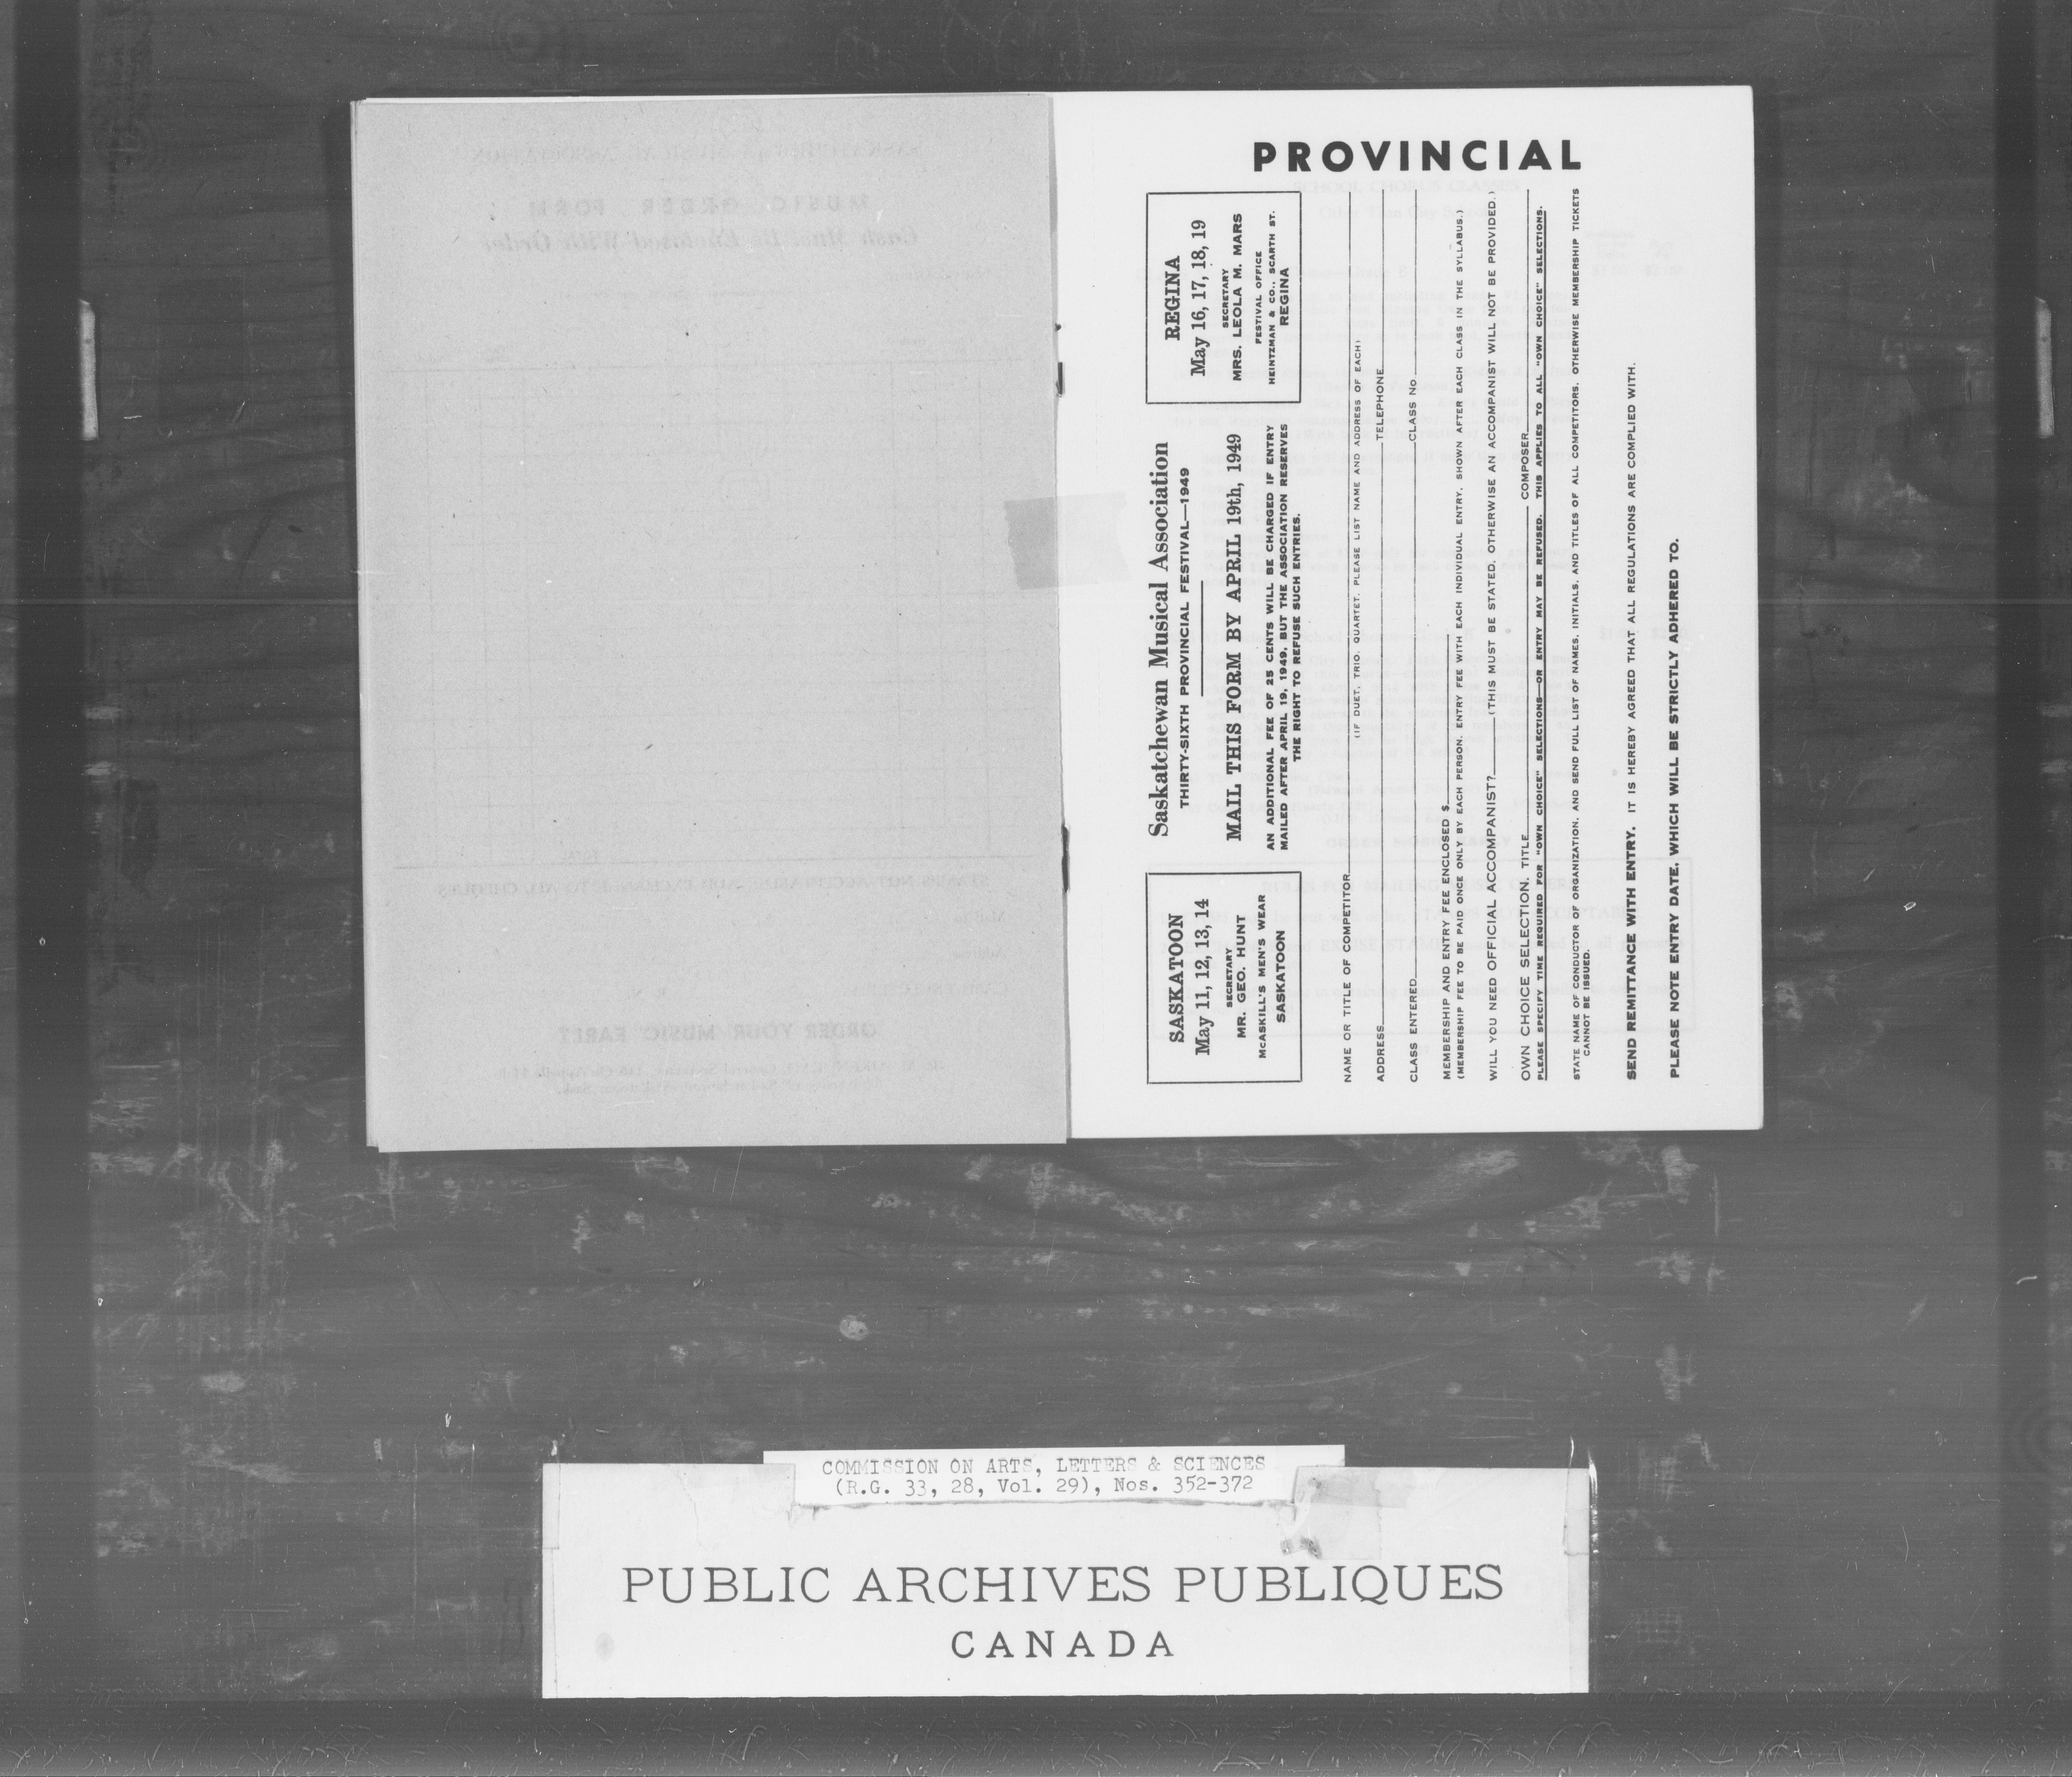 PROVINCIAL
SASKATOON
May 11, 12, 13, 14
SECRETARY
MR. GEO. HUNT
McASKILL'S MEN'S WEAR
SASKATOON
Saskatchewan Musical Association
THIRTY-SIXTH PROVINCIAL FESTIVAL—1949
MAIL THIS FORM BY APRIL 19th, 1949
AN ADDITIONAL FEE OF 25 CENTS WILL BE CHARGED IF ENTRY
MAILED AFTER APRIL 19, 1949, BUT THE ASSOCIATION RESERVES
THE RIGHT TO REFUSE SUCH ENTRIES.
REGINA
May 16, 17, 18, 19
SECRETARY
MRS. LEOLA M. MARS
FESTIVAL OFFICE
HEINTZMAN & CO., SCARTH ST.
REGINA
NAME OR TITLE OF COMPETITOR
(IF DUET, TRIO, QUARTET, PLEASE LIST NAME AND ADDRESS OF EACH)
ADDRESS TELEPHONE
CLASS ENTERED CLASS No.
MEMBERSHIP AND ENTRY FEE ENCLOSED $
(MEMBERSHIP FEE TO BE PAID ONCE ONLY BY EACH PERSON. ENTRY FEE WITH EACH INDIVIDUAL ENTRY, SHOWN AFTER EACH CLASS IN THE SYLLABUS.)
WILL YOU NEED OFFICIAL ACCOMPANIST? (THIS MUST BE STATED, OTHERWISE AN ACCOMPANIST WILL NOT BE PROVIDED.)
OWN CHOICE SELECTION. TITLE COMPOSER
PLEASE SPECIFY TIME REQUIRED FOR "OWN CHOICE" SELECTIONS—OR ENTRY MAY BE REFUSED. THIS APPLIES TO ALL "OWN CHOICE" SELECTIONS.
STATE NAME OF CONDUCTOR OF ORGANIZATION, AND SEND FULL LIST OF NAMES, INITIALS, AND TITLES OF ALL COMPETITORS, OTHERWISE MEMBERSHIP TICKETS
CANNOT BE ISSUED.
SEND REMITTANCE WITH ENTRY. IT IS HEREBY AGREED THAT ALL REGULATIONS ARE COMPLIED WITH.
PLEASE NOTE ENTRY DATE, WHICH WILL BE STRICTLY ADHERED TO.
COMMISSION ON ARTS, LETTERS & SCIENCES
(R.G. 33, 28, Vol. 29), Nos. 352-372
PUBLIC ARCHIVES PUBLIQUES
CANADA